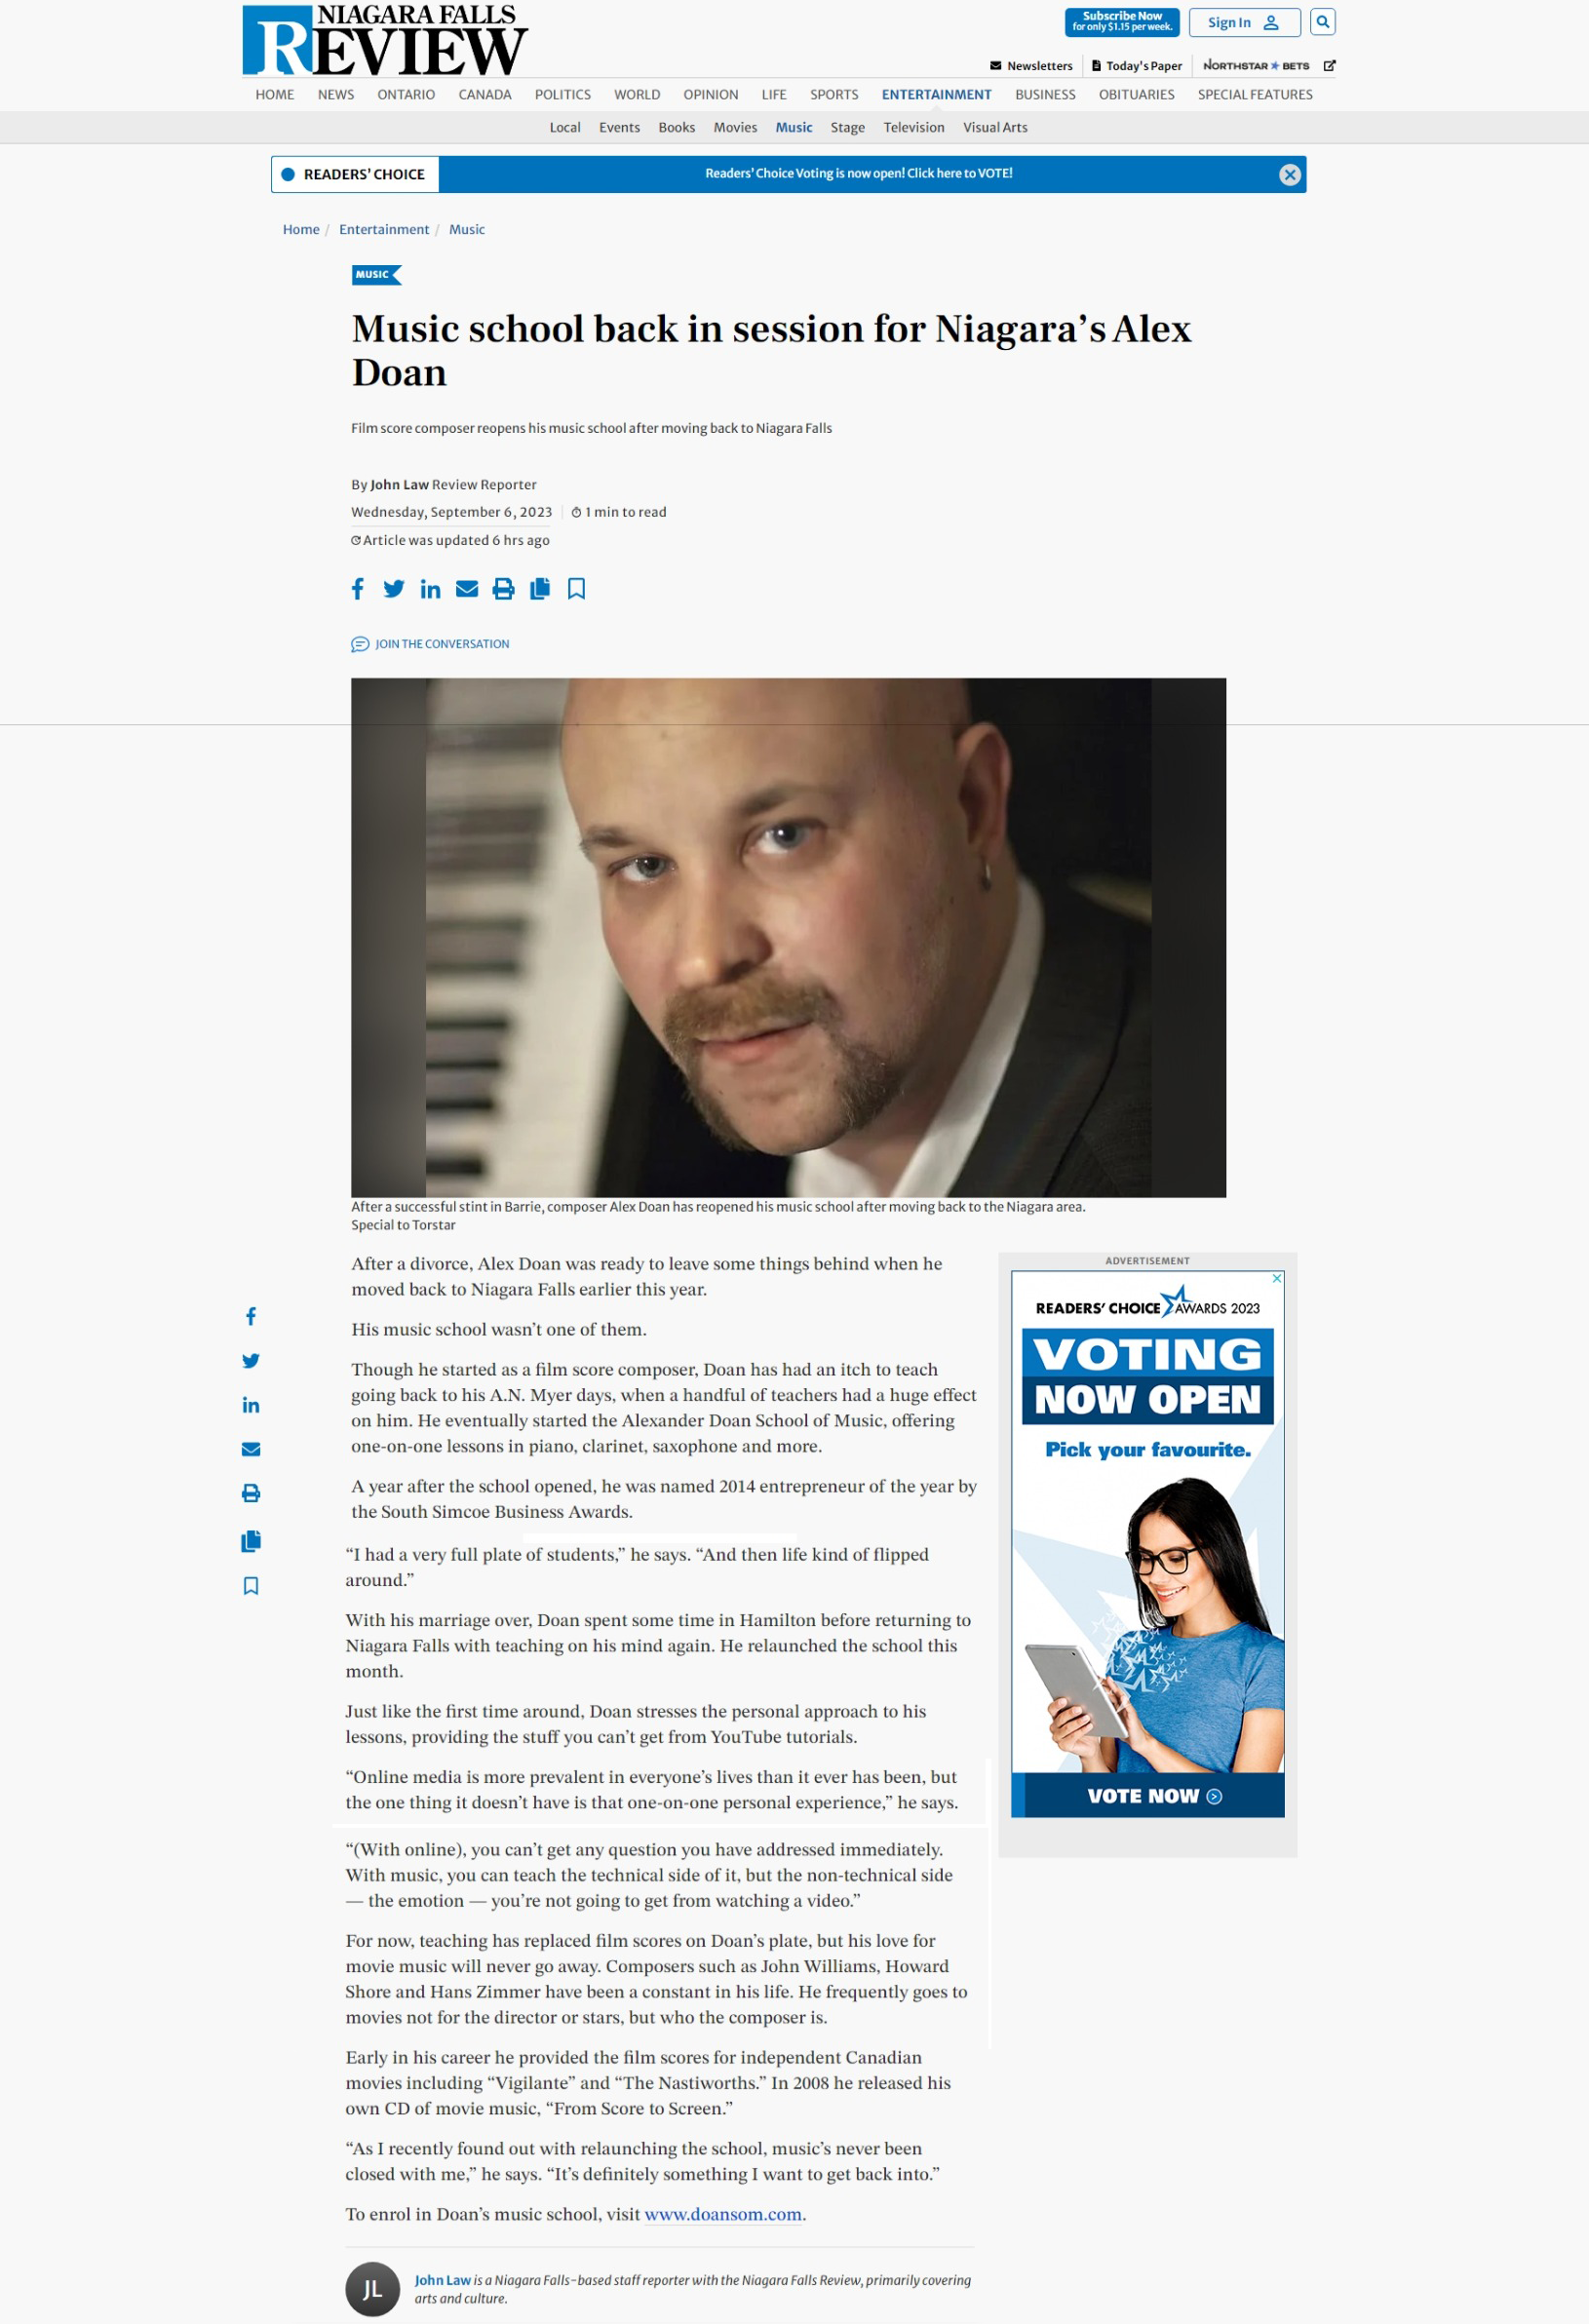 NIAGARA FALLS
REVIEW
Subscribe Now
for only $1.15 per week.
Sign In
Newsletters
Today's Paper
NORTHSTAR BETS
HOME NEWS ONTARIO CANADA POLITICS WORLD OPINION LIFE SPORTS ENTERTAINMENT BUSINESS OBITUARIES SPECIAL FEATURES
Local Events Books Movies Music Stage Television Visual Arts
READERS' CHOICE
Readers' Choice Voting is now open! Click here to VOTE!
Home / Entertainment / Music
MUSIC
Music school back in session for Niagara's Alex
Doan
Film score composer reopens his music school after moving back to Niagara Falls
By John Law Review Reporter
Wednesday, September 6, 2023 1 min to read
Article was updated 6 hrs ago
JOIN THE CONVERSATION
After a successful stint in Barrie, composer Alex Doan has reopened his music school after moving back to the Niagara area.
Special to Torstar
After a divorce, Alex Doan was ready to leave some things behind when he
moved back to Niagara Falls earlier this year.
His music school wasn't one of them.
Though he started as a film score composer, Doan has had an itch to teach
going back to his A.N. Myer days, when a handful of teachers had a huge effect
on him. He eventually started the Alexander Doan School of Music, offering
one-on-one lessons in piano, clarinet, saxophone and more.
A year after the school opened, he was named 2014 entrepreneur of the year by
the South Simcoe Business Awards.
“I had a very full plate of students,” he says. “And then life kind of flipped
around.”
With his marriage over, Doan spent some time in Hamilton before returning to
Niagara Falls with teaching on his mind again. He relaunched the school this
month.
Just like the first time around, Doan stresses the personal approach to his
lessons, providing the stuff you can't get from YouTube tutorials.
“Online media is more prevalent in everyone's lives than it ever has been, but
the one thing it doesn't have is that one-on-one personal experience,” he says.
“(With online), you can't get any question you have addressed immediately.
With music, you can teach the technical side of it, but the non-technical side
— the emotion — you're not going to get from watching a video.”
For now, teaching has replaced film scores on Doan's plate, but his love for
movie music will never go away. Composers such as John Williams, Howard
Shore and Hans Zimmer have been a constant in his life. He frequently goes to
movies not for the director or stars, but who the composer is.
Early in his career he provided the film scores for independent Canadian
movies including “Vigilante” and “The Nastiworths.” In 2008 he released his
own CD of movie music, “From Score to Screen.”
“As I recently found out with relaunching the school, music's never been
closed with me,” he says. “It's definitely something I want to get back into.”
To enrol in Doan's music school, visit www.doansom.com.
JL
John Law is a Niagara Falls-based staff reporter with the Niagara Falls Review, primarily covering
arts and culture.
ADVERTISEMENT
READERS' CHOICE AWARDS 2023
VOTING
NOW OPEN
Pick your favourite.
VOTE NOW